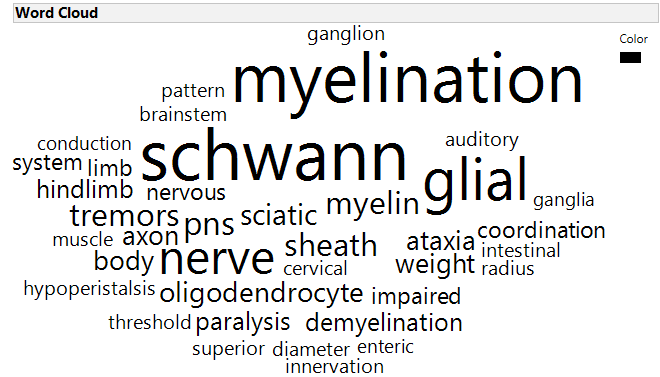 Word Cloud
ganglion
Color
myelination
pattern
brainstem
conduction
schwann
auditory
system
limb
glial
hindlimb
nervous
myelin
ganglia
tremors
pns
sciatic
coordination
muscle
axon
sheath
ataxia
intestinal
body
nerve
cervical
weight
radius
hypoperistalsis
oligodendrocyte
impaired
threshold
paralysis
demyelination
superior
diameter
enteric
innervation